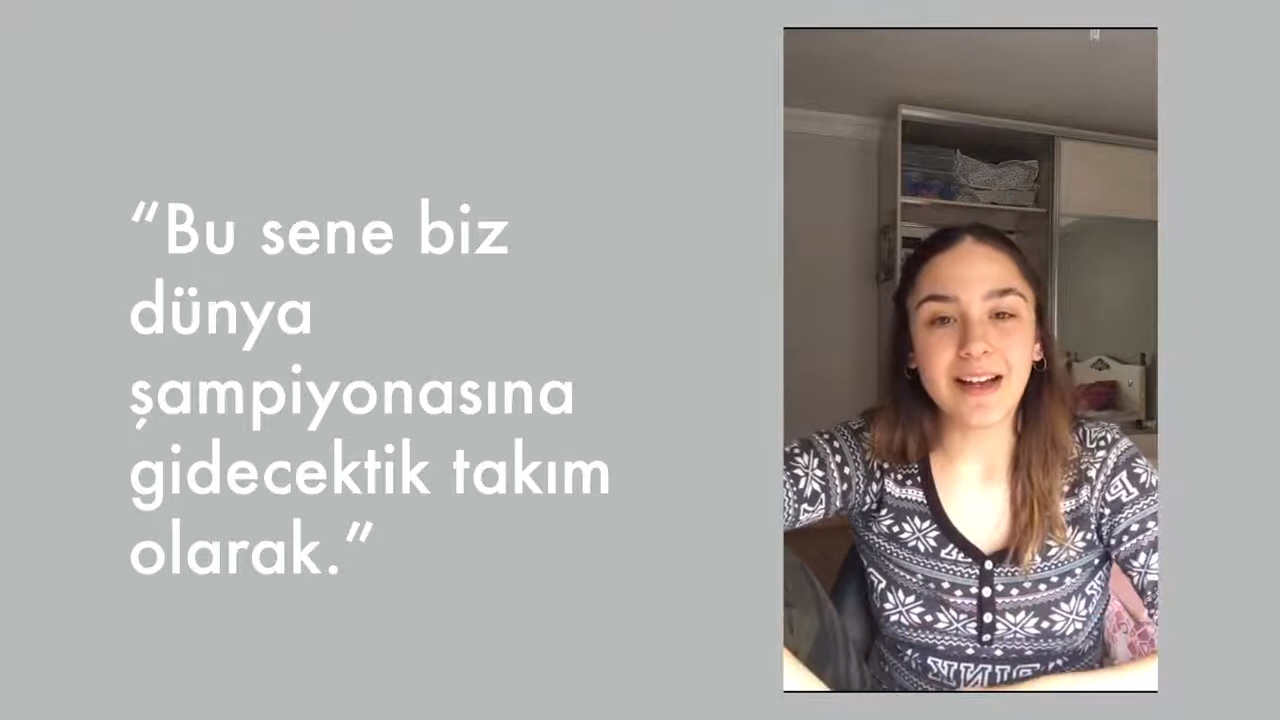 “Bu sene biz
dünya
şampiyonasına
gidecektik takım
olarak.”